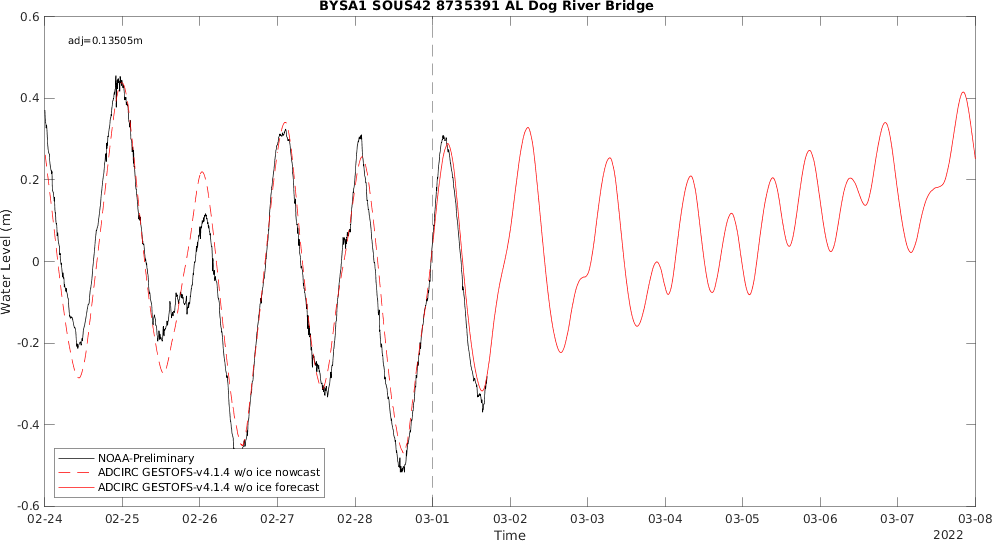 BYSA1 SOUS42 8735391 AL Dog River Bridge
adj=0.13505m
0.6
0.4
0.2
0
-0.2
-0.4
-0.6
Water Level (m)
NOAA-Preliminary
ADCIRC GESTOFS-v4.1.4 w/o ice nowcast
ADCIRC GESTOFS-v4.1.4 w/o ice forecast
02-24 02-25 02-26 02-27 02-28 03-01 03-02 03-03 03-04 03-05 03-06 03-07 03-08
Time
2022